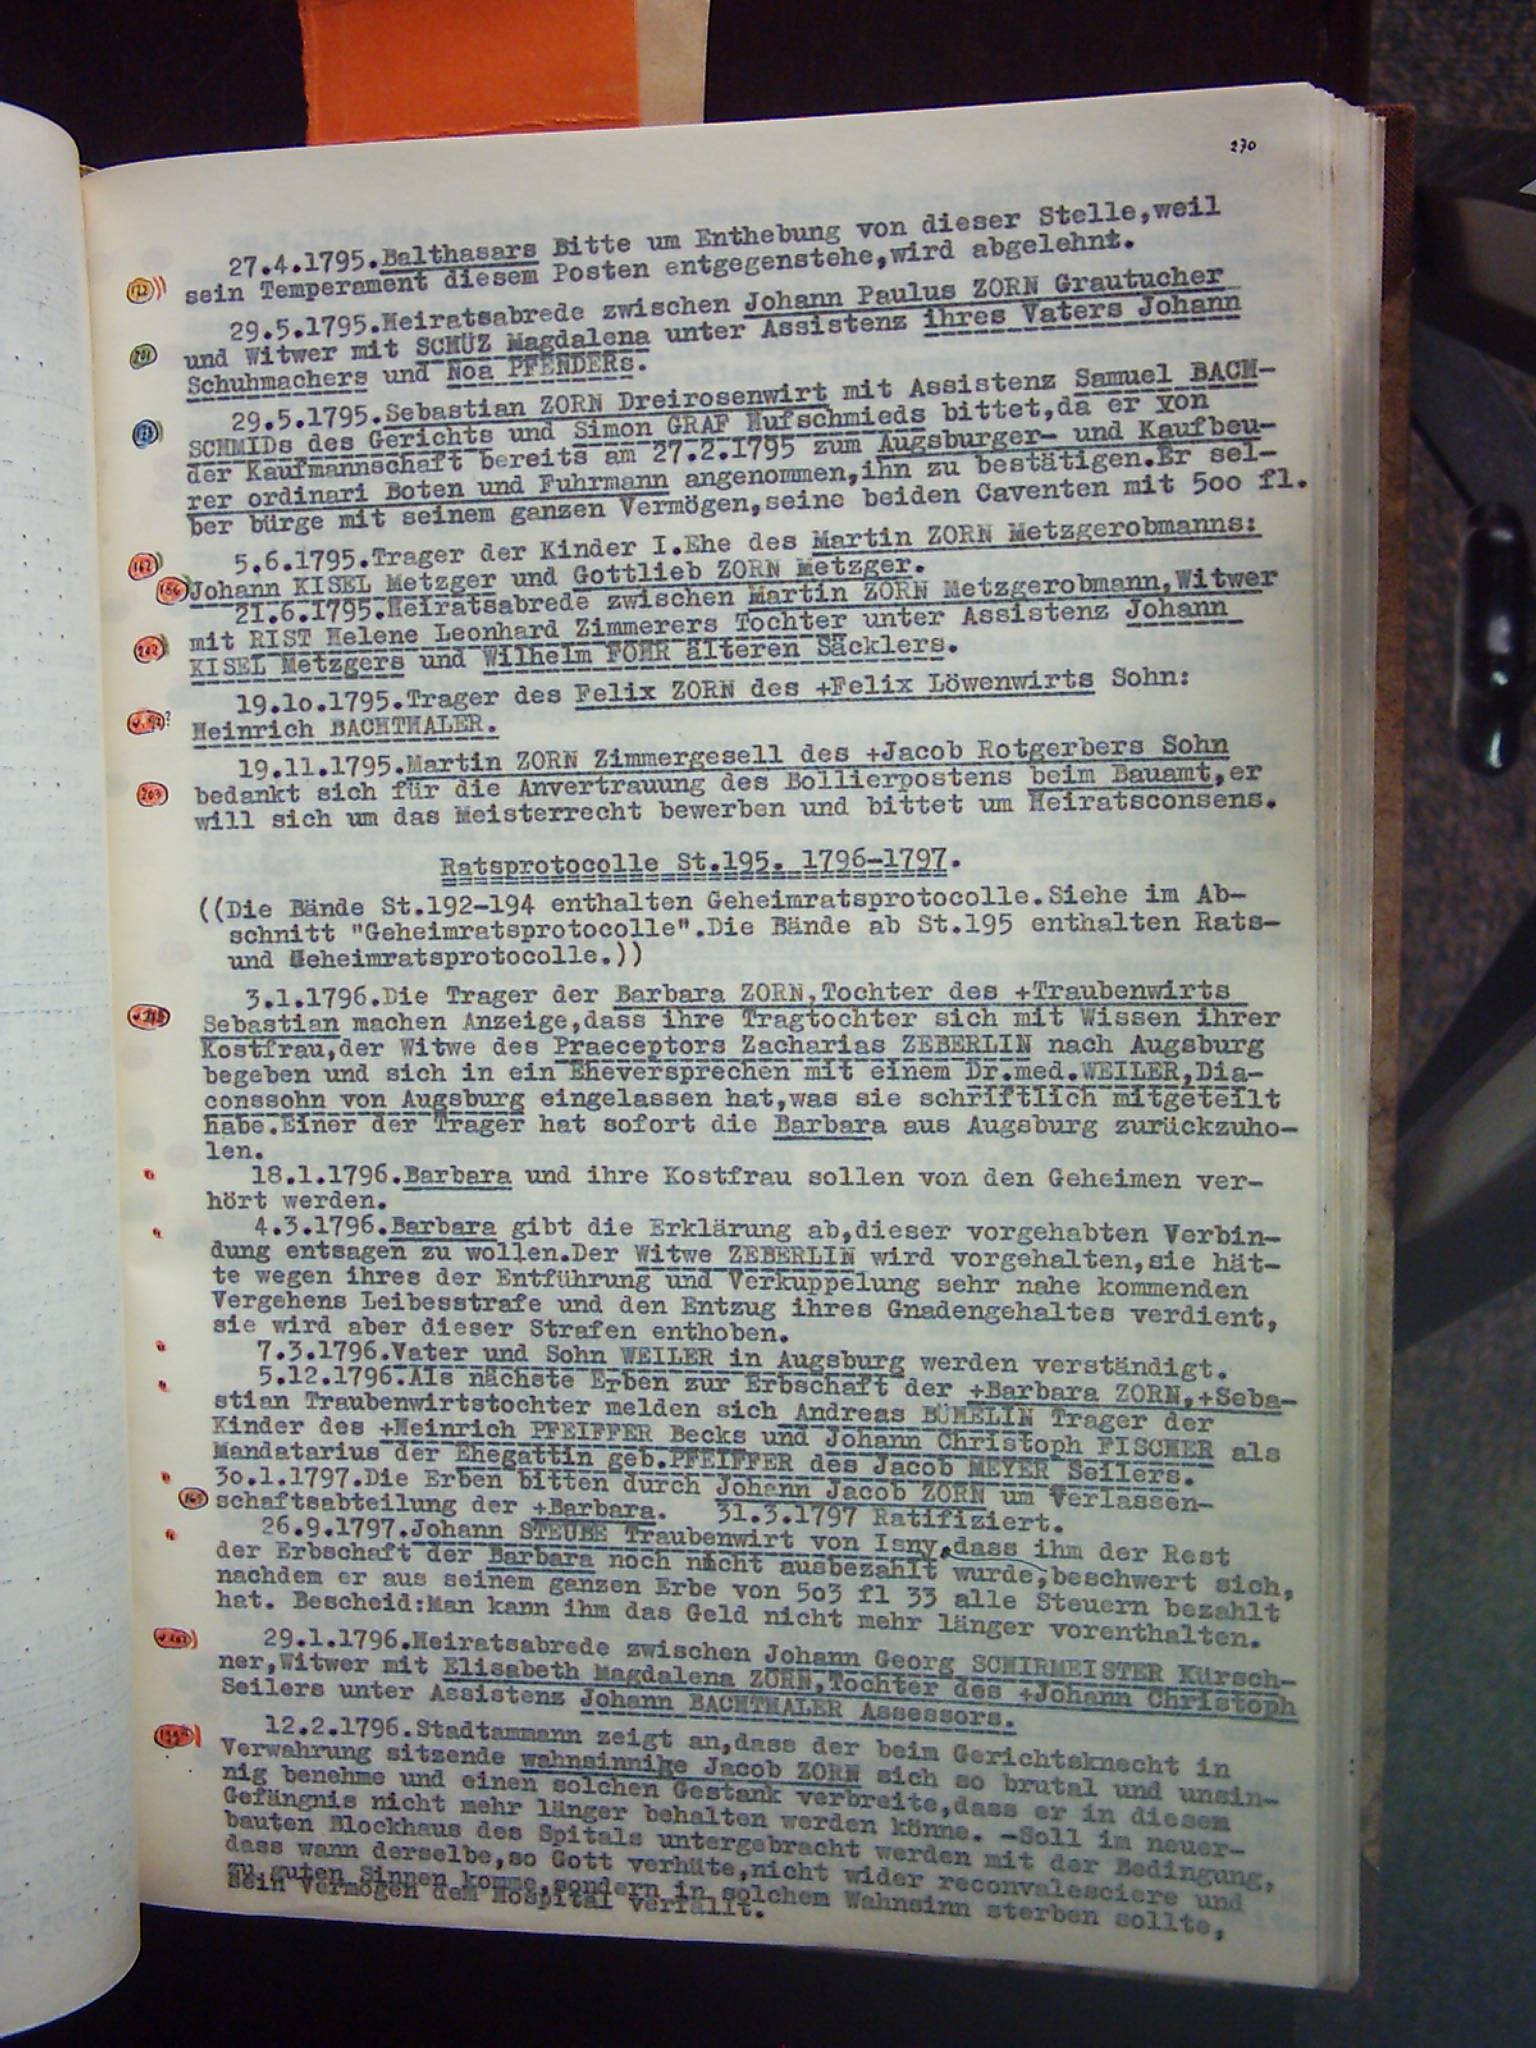 270
27.4.1795.Balthasars Bitte um Enthebung von dieser Stelle,weil
sein Temperament diesem Posten entgegenstehe,wird abgelehnt.
29.5.1795.Heiratsabrede zwischen Johann Paulus ZORN Grautucher
und Witwer mit SCHÜZ Magdalena unter Assistenz ihres Vaters Johann
Schuhmachers und Noa PFENDERs.
29.5.1795.Sebastian ZORN Dreirosenwirt mit Assistenz Samuel BACH-
SCHMIDs des Gerichts und Simon GRAF Hufschmieds bittet,da er von
der Kaufmannschaft bereits am 27.2.1795 zum Augsburger- und Kaufbeu-
rer ordinari Boten und Fuhrmann angenommen,ihn zu bestätigen.Er sel-
ber bürge mit seinem ganzen Vermögen,seine beiden Caventen mit 500 fl.
5.6.1795.Trager der Kinder I.Ehe des Martin ZORN Metzgerobmanns:
Johann KISEL Metzger und Gottlieb ZORN Metzger.
21.6.1795.Heiratsabrede zwischen Martin ZORN Metzgerobmann,Witwer
mit RIST Helene Leonhard Zimmerers Tochter unter Assistenz Johann
KISEL Metzgers und Wilhelm FOHR älteren Säcklers.
19.10.1795.Trager des Felix ZORN des +Felix Löwenwirts Sohn:
Heinrich BACHTHALER.
19.11.1795.Martin ZORN Zimmergesell des +Jacob Rotgerbers Sohn
bedankt sich für die Anvertrauung des Bollierpostens beim Bauamt,er
will sich um das Meisterrecht bewerben und bittet um Heiratsconsens.
Ratsprotocolle St.195. 1796-1797.
((Die Bände St.192-194 enthalten Geheimratsprotocolle.Siehe im Ab-
schnitt "Geheimratsprotocolle".Die Bände ab St.195 enthalten Rats-
und Geheimratsprotocolle.))
3.1.1796.Die Trager der Barbara ZORN,Tochter des +Traubenwirts
Sebastian machen Anzeige,dass ihre Tragtochter sich mit Wissen ihrer
Kostfrau,der Witwe des Praeceptors Zacharias ZEBERLIN nach Augsburg
begeben und sich in ein Eheversprechen mit einem Dr.med.WEILER,Dia-
conssohn von Augsburg eingelassen hat,was sie schriftlich mitgeteilt
habe.Einer der Trager hat sofort die Barbara aus Augsburg zurückzuho-
len.
18.1.1796.Barbara und ihre Kostfrau sollen von den Geheimen ver-
hört werden.
4.3.1796.Barbara gibt die Erklärung ab,dieser vorgehabten Verbin-
dung entsagen zu wollen.Der Witwe ZEBERLIN wird vorgehalten,sie hät-
te wegen ihres der Entführung und Verkuppelung sehr nahe kommenden
Vergehens Leibesstrafe und den Entzug ihres Gnadengehaltes verdient,
sie wird aber dieser Strafen enthoben.
7.3.1796.Vater und Sohn WEILER in Augsburg werden verständigt.
5.12.1796.Als nächste Erben zur Erbschaft der +Barbara ZORN,+Seba-
stian Traubenwirtstochter melden sich Andreas BÜMELIN Trager der
Kinder des +Heinrich PFEIFFER Becks und Johann Christoph FISCHER als
Mandatarius der Ehegattin geb.PFEIFFER des Jacob MEYER Seilers.
30.1.1797.Die Erben bitten durch Johann Jacob ZORN um Verlassen-
schaftsabteilung der +Barbara. 31.3.1797 Ratifiziert.
26.9.1797.Johann STEUBE Traubenwirt von Isny,dass ihm der Rest
der Erbschaft der Barbara noch nicht ausbezahlt wurde,beschwert sich,
nachdem er aus seinem ganzen Erbe von 503 fl 33 alle Steuern bezahlt
hat. Bescheid:Man kann ihm das Geld nicht mehr länger vorenthalten.
29.1.1796.Heiratsabrede zwischen Johann Georg SCHIRMEISTER Kürsch-
ner,Witwer mit Elisabeth Magdalena ZORN,Tochter des +Johann Christoph
Seilers unter Assistenz Johann BACHTHALER Assessors.
12.2.1796.Stadtammann zeigt an,dass der beim Gerichtsknecht in
Verwahrung sitzende wahnsinnige Jacob ZORN sich so brutal und unsin-
nig benehme und einen solchen Gestank verbreite,dass er in diesem
Gefängnis nicht mehr länger behalten werden könne. -Soll im neuer-
bauten Blockhaus des Spitals untergebracht werden mit der Bedingung,
dass wann derselbe,so Gott verhüte,nicht wider reconvalesciere und
zu guten Sinnen komme,sondern in solchem Wahnsinn sterben sollte,
sein Vermögen dem Hospital verfällt.